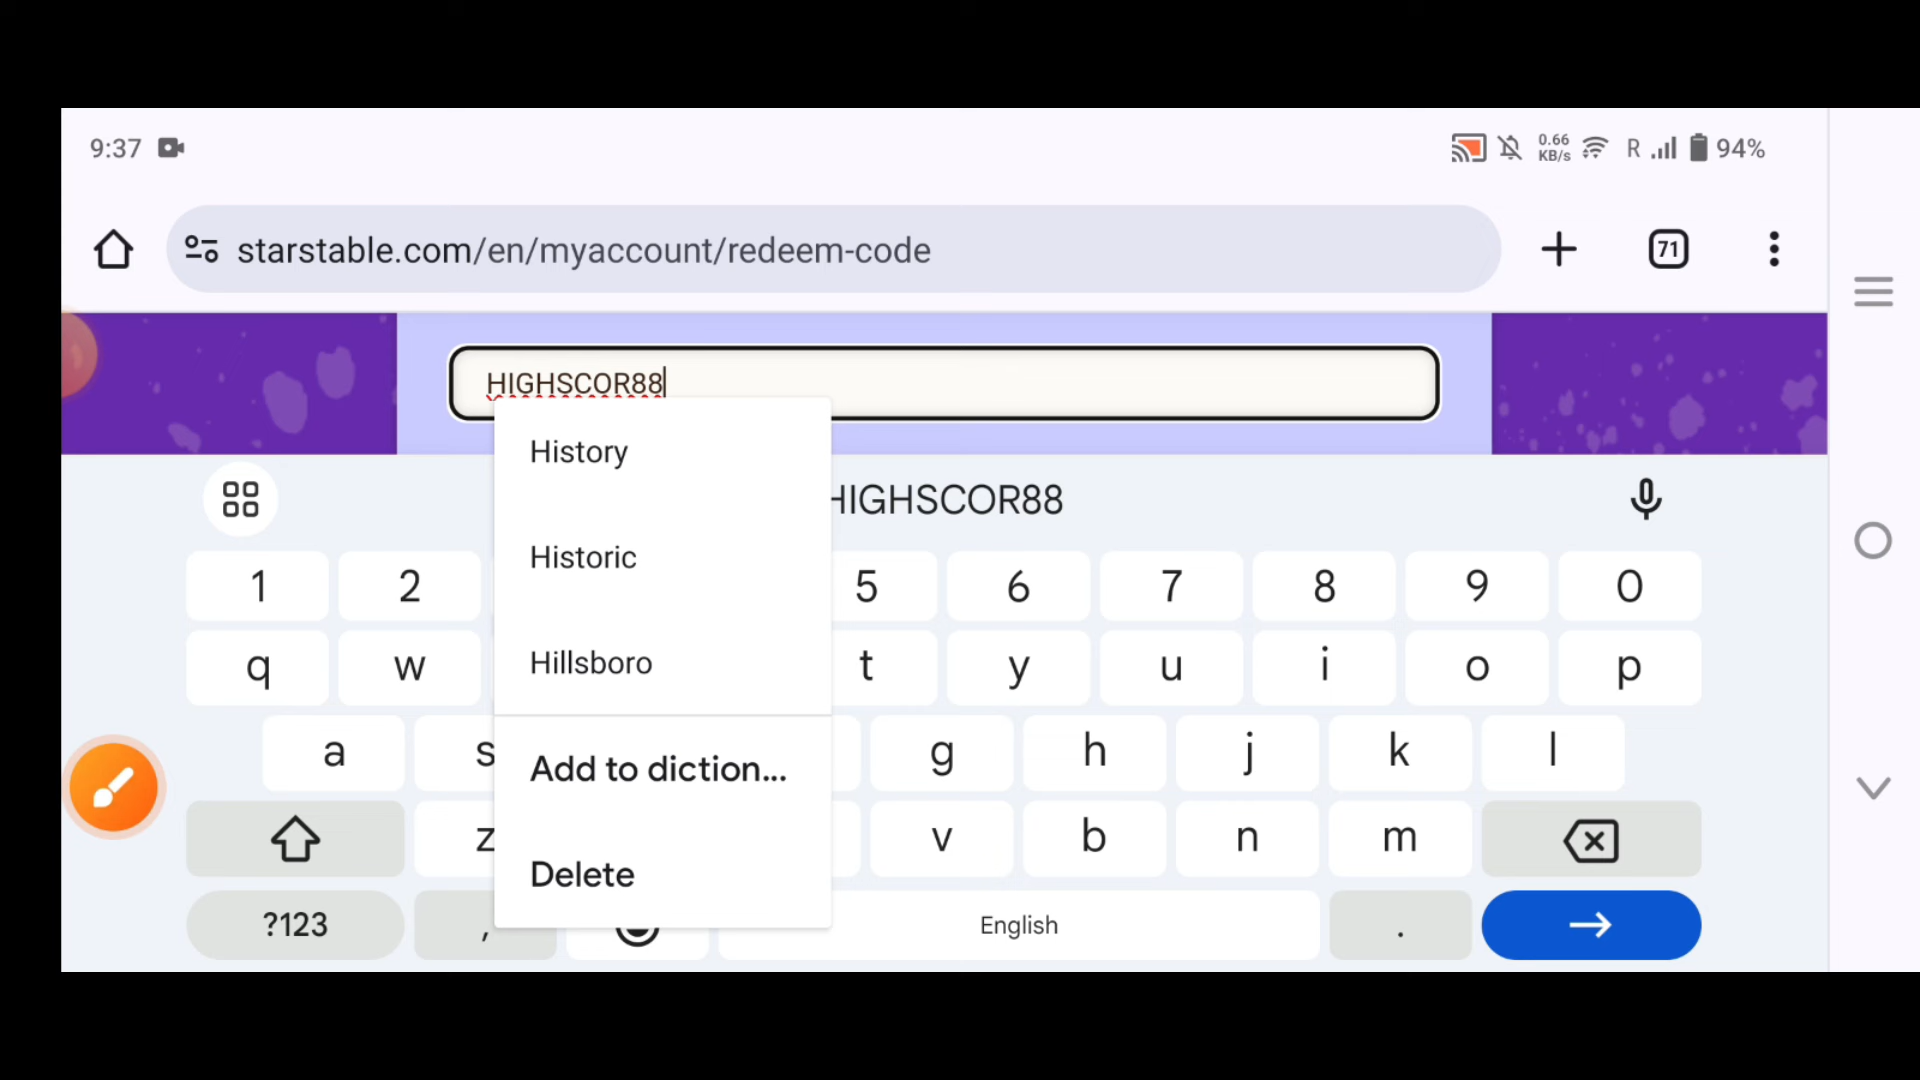 9:37
0.66
KB/s
R
94%
starstable.com/en/myaccount/redeem-code
71
HIGHSCOR88
History
HIGHSCOR88
Historic
1 2 5 6 7 8 9 0
Hillsboro
q w t y u i o p
Add to diction...
a s g h j k l
Delete
z v b n m
?123 , English .